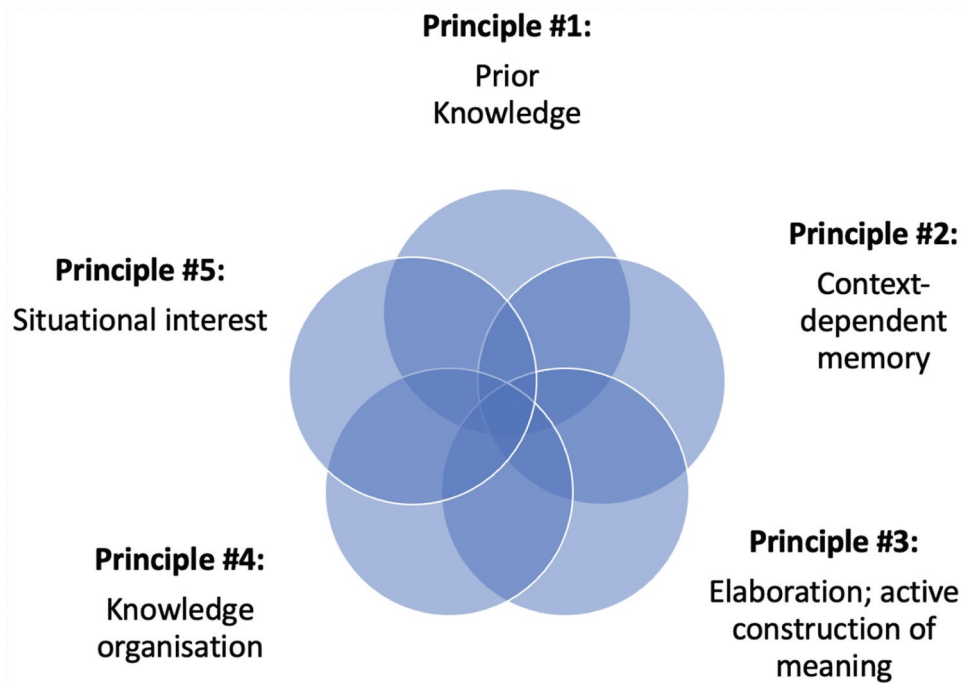 Principle #1:
Prior
Knowledge
Principle #2:
Context-
dependent
memory
Principle #3:
Elaboration; active
construction of
meaning
Principle #4:
Knowledge
organisation
Principle #5:
Situational interest